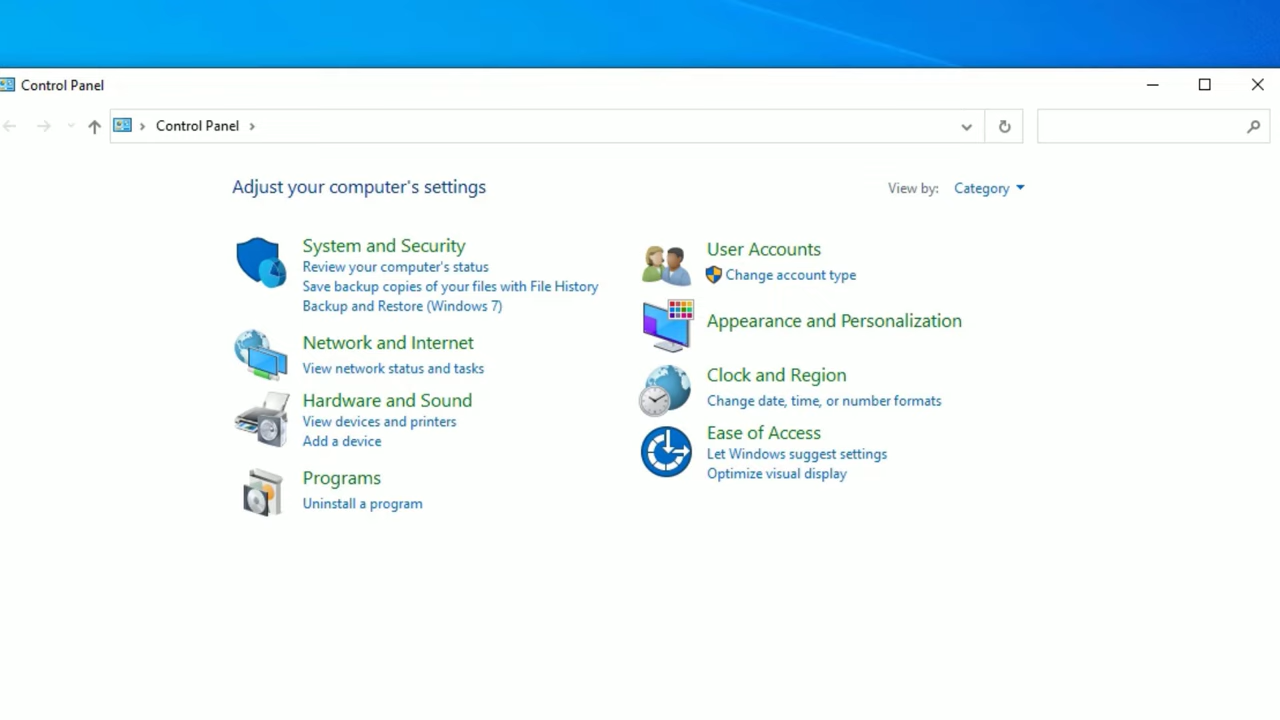 Control Panel
Control Panel
Adjust your computer's settings
View by: Category
System and Security
Review your computer's status
Save backup copies of your files with File History
Backup and Restore (Windows 7)
Network and Internet
View network status and tasks
Hardware and Sound
View devices and printers
Add a device
Programs
Uninstall a program
User Accounts
Change account type
Appearance and Personalization
Clock and Region
Change date, time, or number formats
Ease of Access
Let Windows suggest settings
Optimize visual display